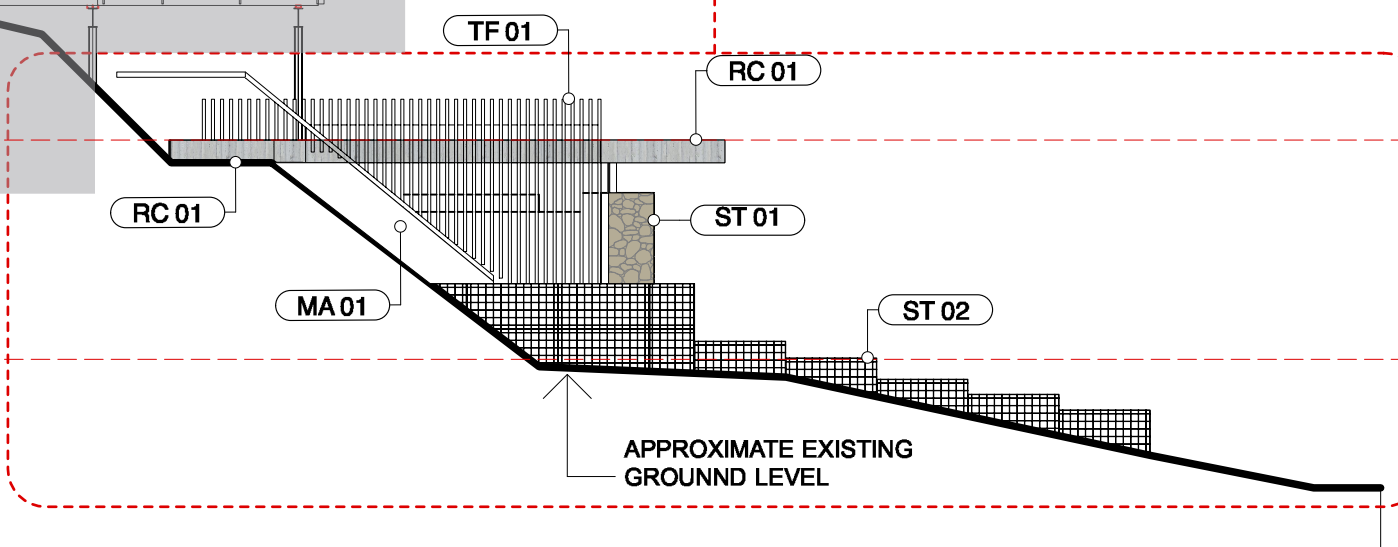 TF 01
RC 01
RC 01
ST 01
MA 01
ST 02
APPROXIMATE EXISTING
GROUNND LEVEL